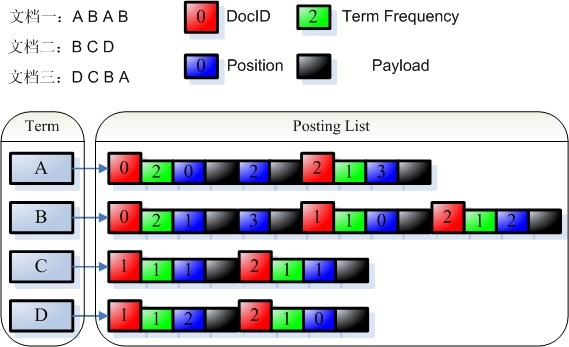 文档一：A B A B
0 DocID 2 Term Frequency
文档二：B C D
0 Position Payload
文档三：D C B A
Term Posting List
A 0 2 0 2 2 1 3
B 0 2 1 3 1 1 0 2 1 2
C 1 1 1 2 1 1
D 1 1 2 2 1 0